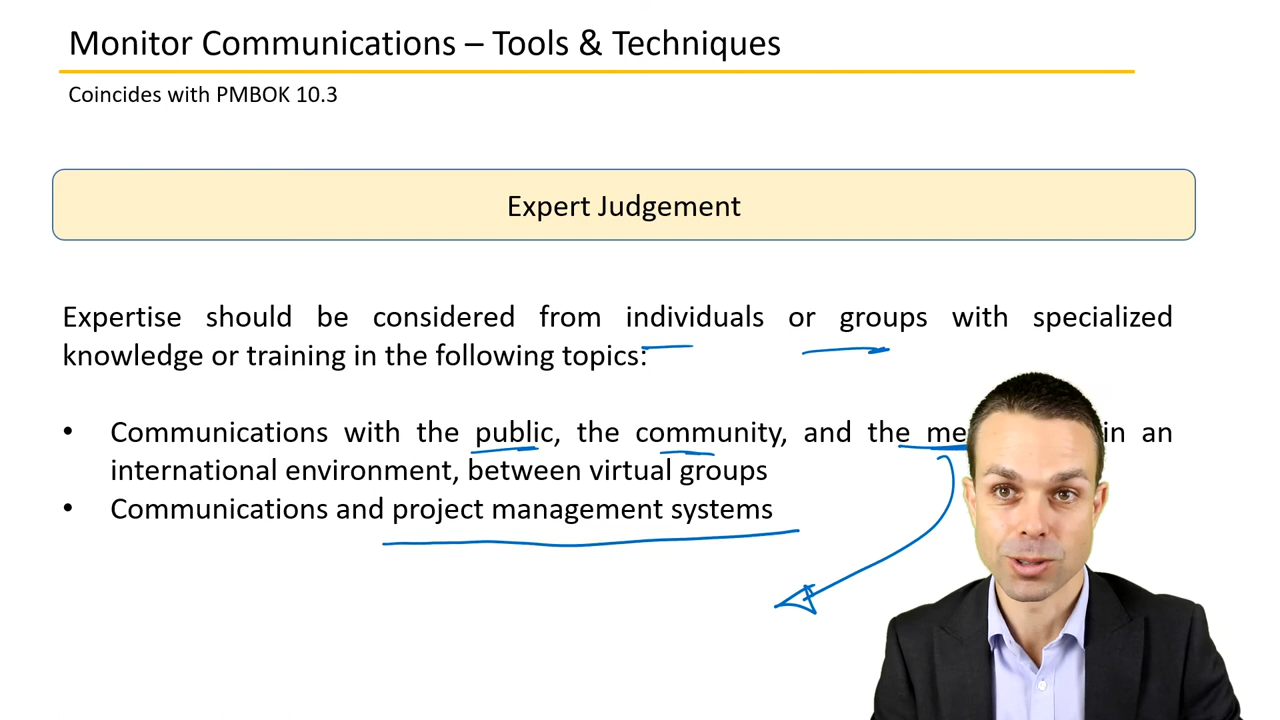 Monitor Communications – Tools & Techniques
Coincides with PMBOK 10.3
Expert Judgement
Expertise should be considered from individuals or groups with specialized
knowledge or training in the following topics:
• Communications with the public, the community, and the in an
international environment, between virtual groups
• Communications and project management systems